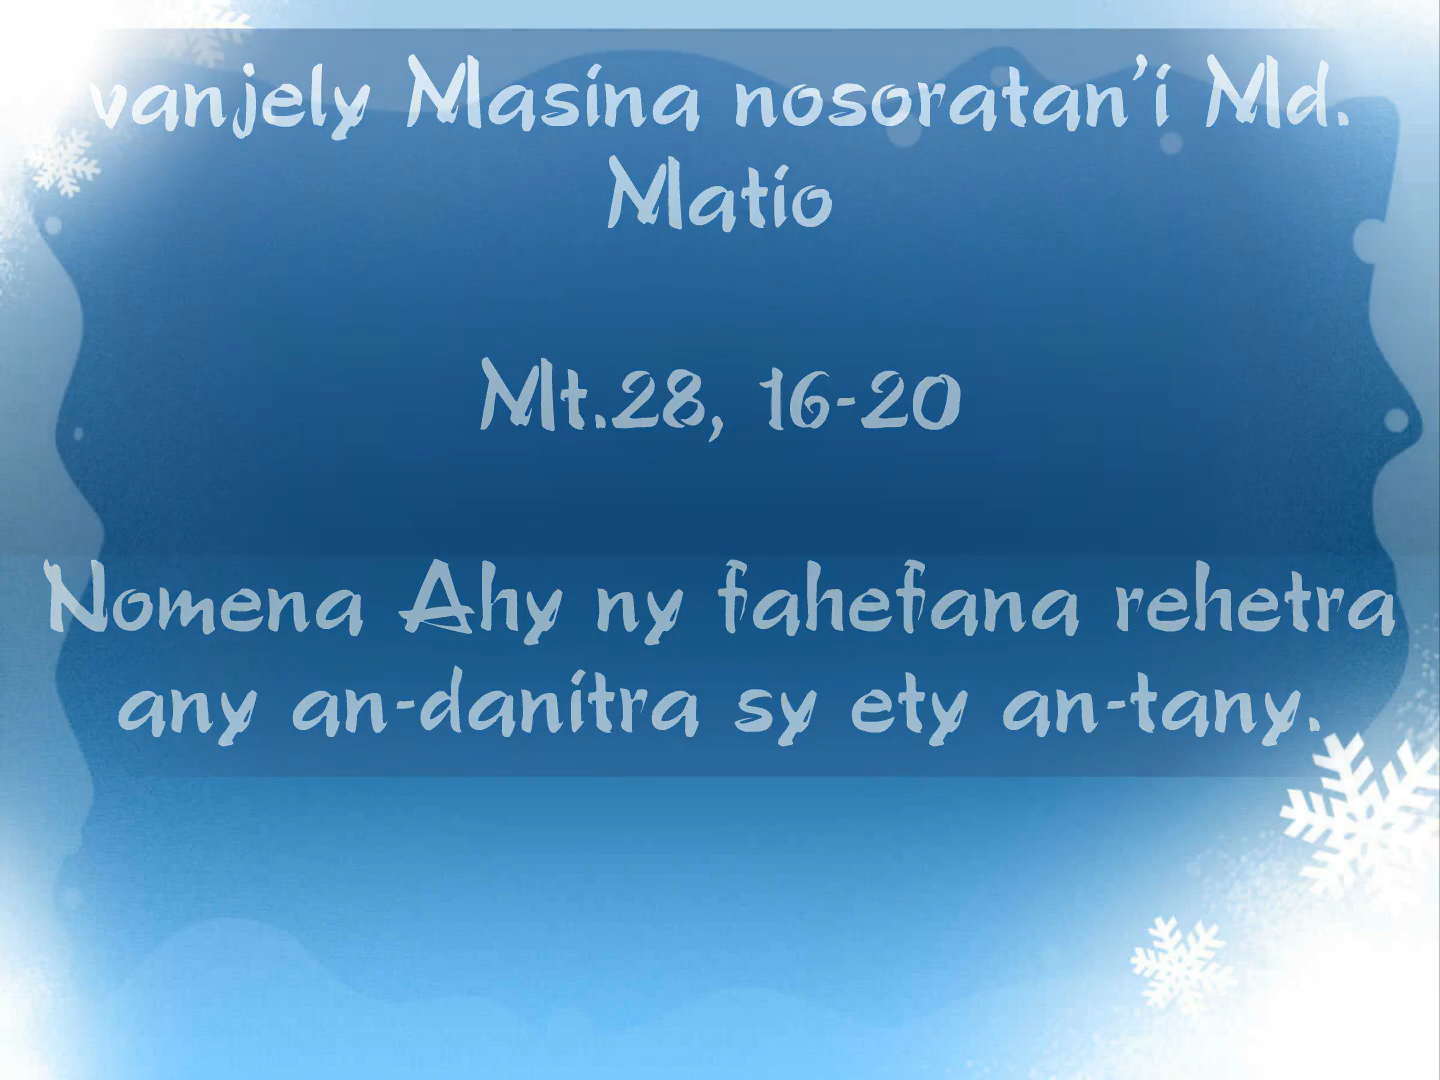 vanjely Masina nosoratan'i Md.
Matio
Mt.28, 16-20
Nomena Ahy ny fahefana rehetra
any an-danitra sy ety an-tany.